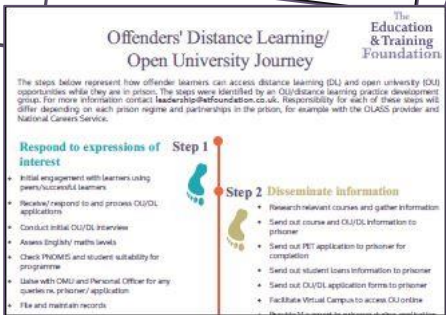 The
Education
& Training
Foundation
Offenders' Distance Learning/
Open University Journey
The steps below represent how offender learners can access distance learning (DL) and open university (OU)
opportunities while they are in prison. The steps were identified by an OU/distance learning practice development
group. For more information contact leadership@etfoundation.co.uk. Responsibility for each of these steps will
differ depending on each prison regime and partnerships in the prison, for example with the OLASS provider and
National Careers Service.
Respond to expressions of
interest
Step 1
• Initial engagement with learners using
peers/successful learners
• Receive/ respond to and process OU/DL
applications
• Conduct initial OU/DL interview
• Assess English/ maths levels
• Check PNOMIS and student suitability for
programme
• Liaise with OMU and Personal Officer for any
queries re. prisoner/ application
• File and maintain records
Step 2 Disseminate information
• Research relevant courses and gather information
• Send out course and OU/DL information to
prisoner
• Send out PET application to prisoner for
completion
• Send out student loans information to prisoner
• Send out OU/DL application forms to prisoner
• Facilitate Virtual Campus to access OU online